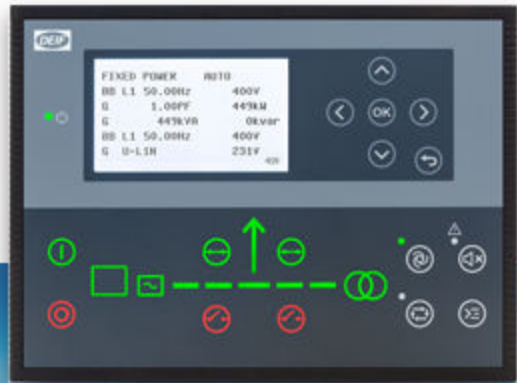 DEIF
FIXED POWER AUTO
BB L1 50.00Hz 400V
G 1.00PF 449kW
G 449kVA 0kvar
BB L1 50.00Hz 400V
G U-L1N 231V
OK